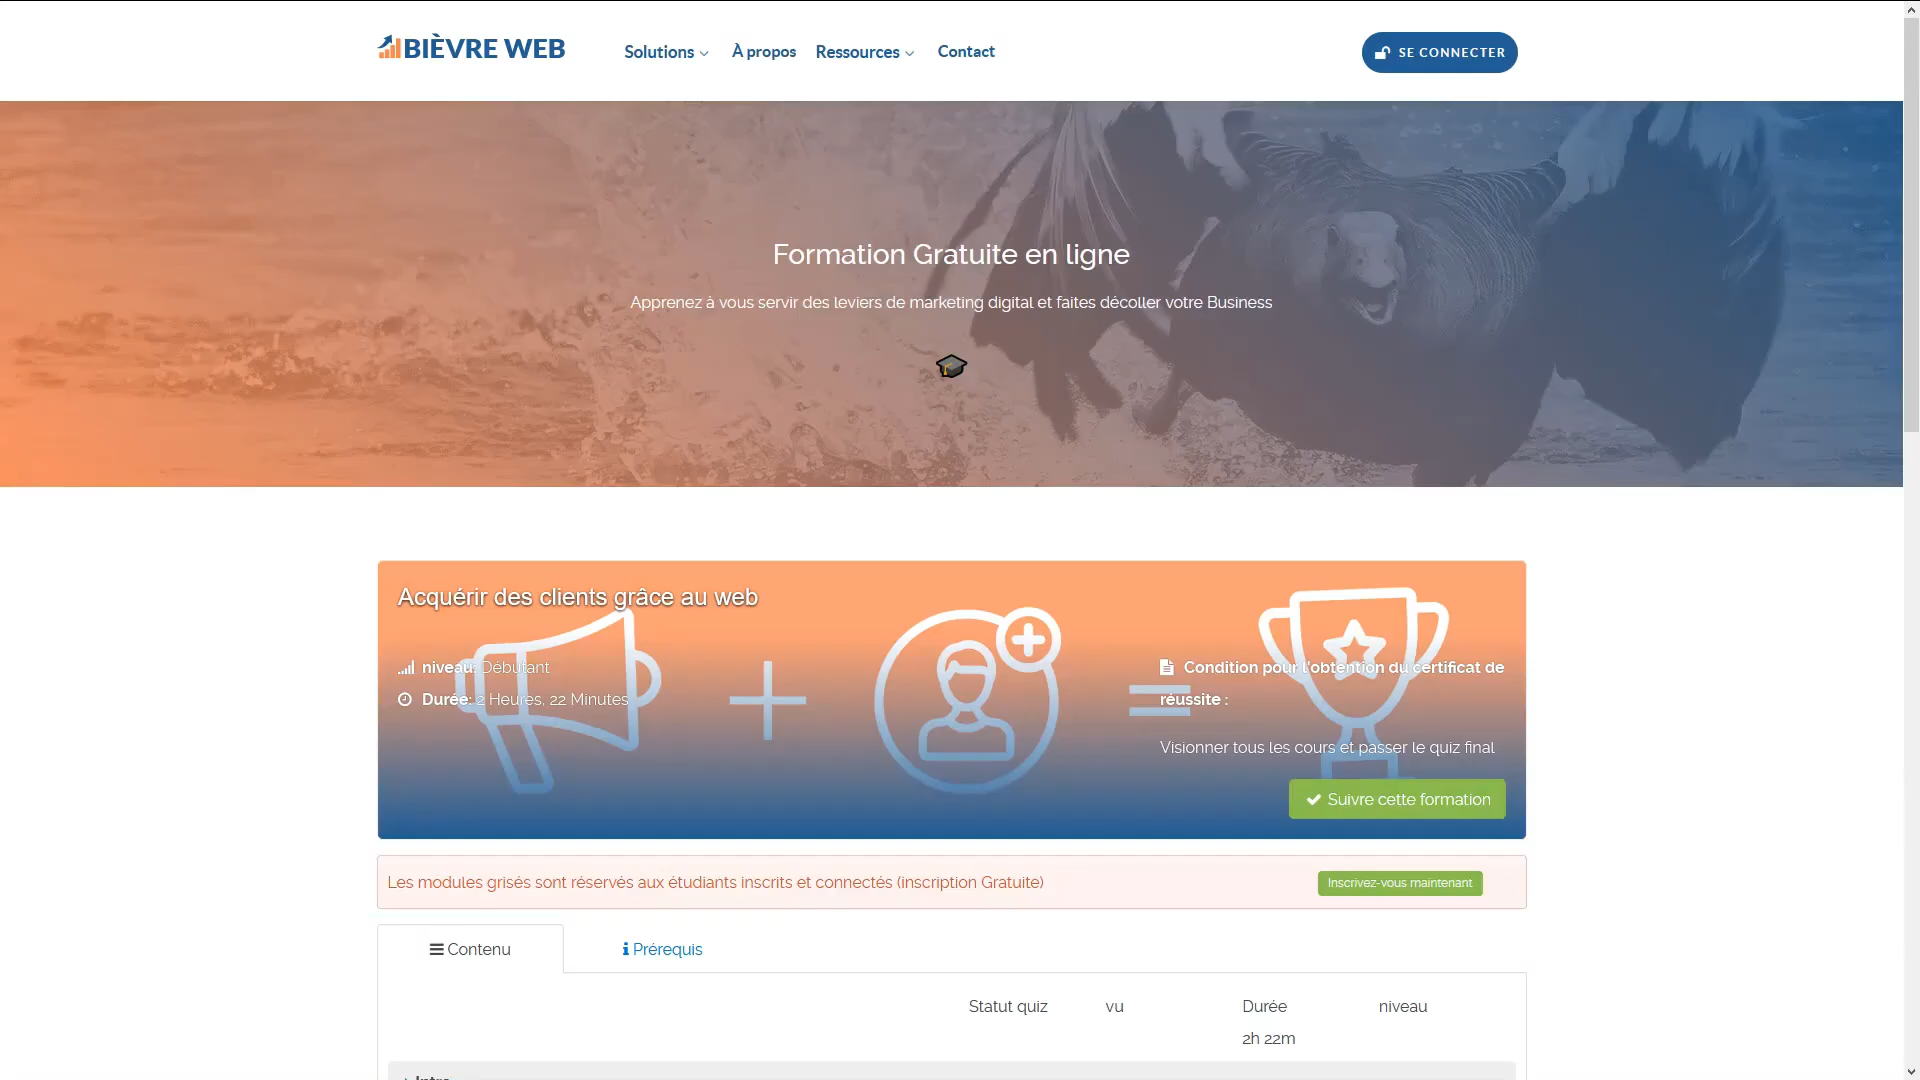 BIÈVRE WEB
Solutions
À propos
Ressources
Contact
SE CONNECTER
Formation Gratuite en ligne
Apprenez à vous servir des leviers de marketing digital et faites décoller votre Business
Acquérir des clients grâce au web
niveau: Débutant
Durée: 2 Heures, 22 Minutes
Condition pour l'obtention du certificat de
réussite :
Visionner tous les cours et passer le quiz final
Suivre cette formation
Les modules grisés sont réservés aux étudiants inscrits et connectés (inscription Gratuite)
Inscrivez-vous maintenant
Contenu
Prérequis
Statut quiz vu Durée niveau
2h 22m
Intro